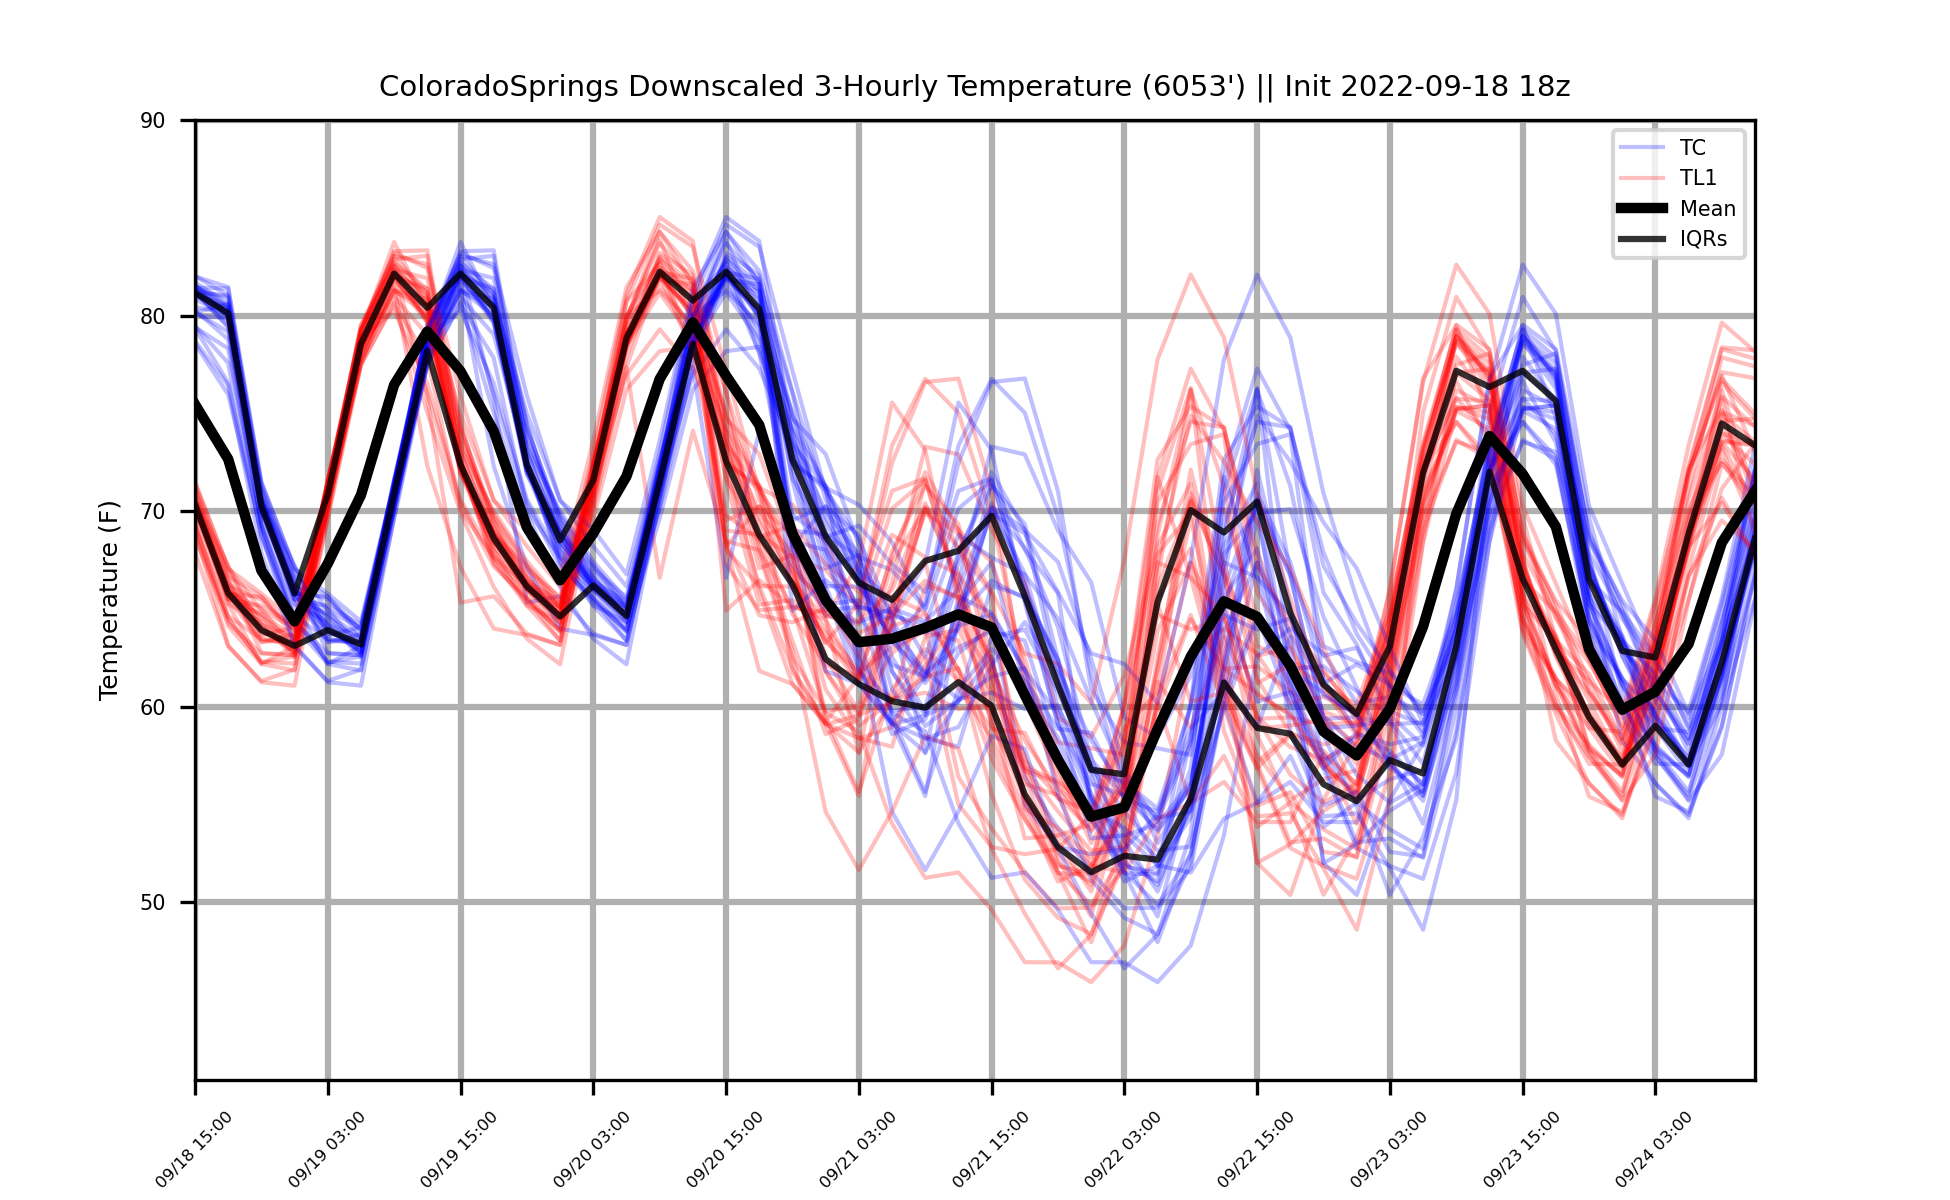 ColoradoSprings Downscaled 3-Hourly Temperature (6053') || Init 2022-09-18 18z
TC
TL1
Mean
IQRs
Temperature (F)
90
80
70
60
50
09/18 15:00
09/19 03:00
09/19 15:00
09/20 03:00
09/20 15:00
09/21 03:00
09/21 15:00
09/22 03:00
09/22 15:00
09/23 03:00
09/23 15:00
09/24 03:00